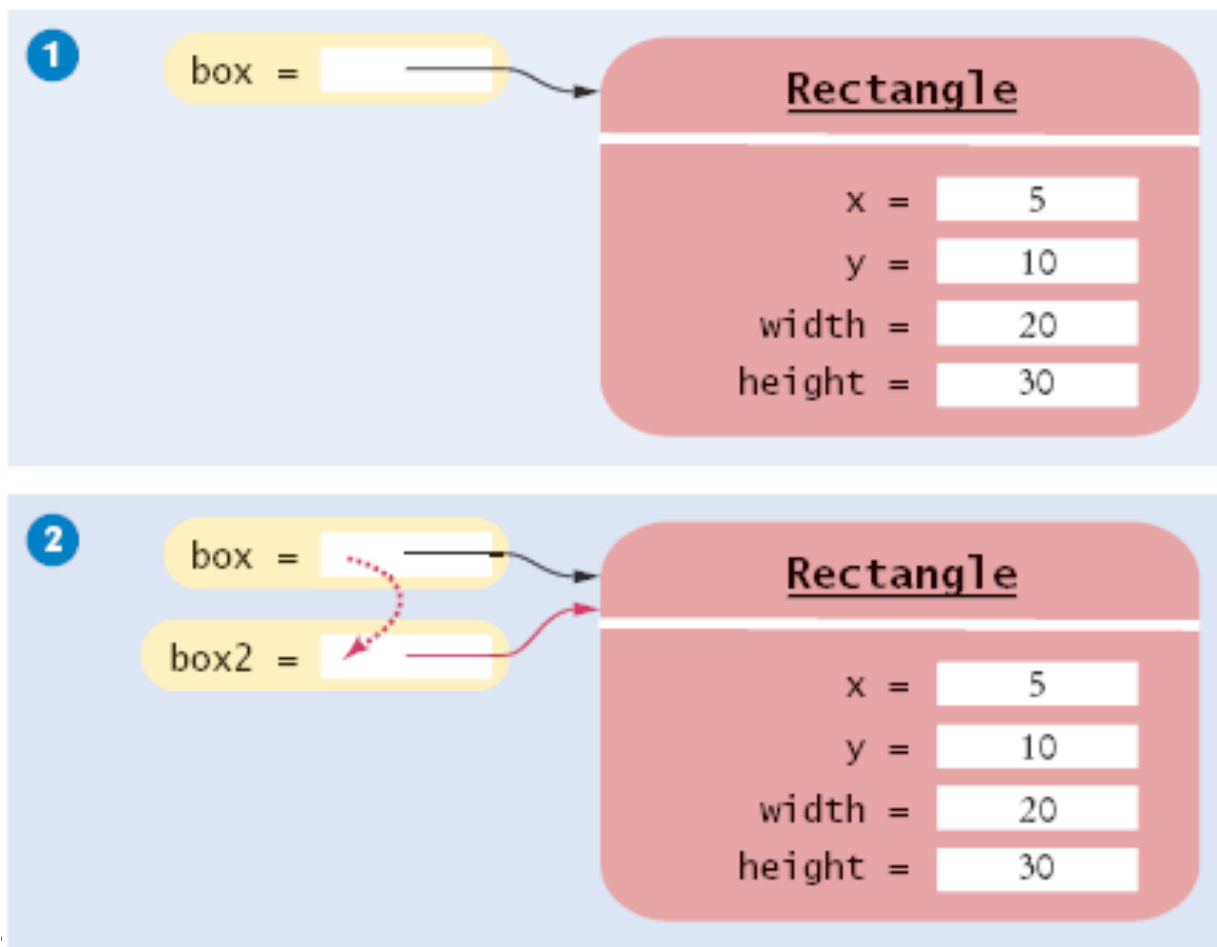 1
box =
Rectangle
x = 5
y = 10
width = 20
height = 30
2
box =
box2 =
Rectangle
x = 5
y = 10
width = 20
height = 30